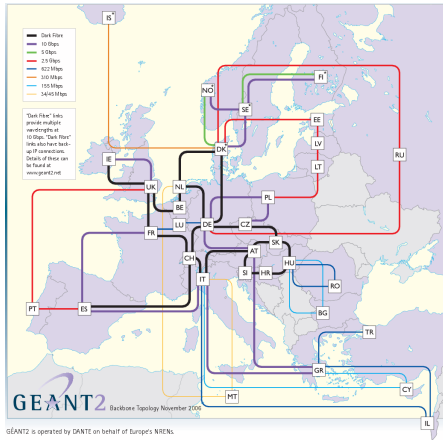 IS*
Dark Fibre
10 Gbps
5 Gbps
2.5 Gbps
622 Mbps
310 Mbps
155 Mbps
34/45 Mbps
"Dark Fibre" links
provide multiple
wavelengths at
10 Gbps. "Dark Fibre"
links also have back-
up IP connections.
Details of these can
be found at
www.geant2.net
NO*
SE*
FI*
EE
LV
LT
RU
DK*
IE
UK
NL
BE
LU
DE
PL
CZ
FR
SK
AT
HU
CH
IT
SI
HR
RO
BG
PT
ES
TR
GR
MT
CY
IL
GÉANT2 Backbone Topology November 2006
GÉANT2 is operated by DANTE on behalf of Europe's NRENs.